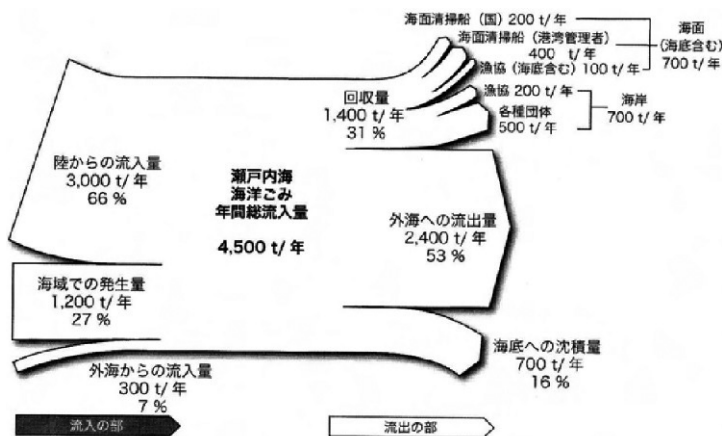 海面清掃船（国）200 t/年
海面清掃船（港湾管理者）
400 t/年
漁協（海底含む）100 t/年
海面
（海底含む）
700 t/年
漁協 200 t/年
各種団体
500 t/年
海岸
700 t/年
回収量
1,400 t/年
31 %
陸からの流入量
3,000 t/年
66 %
瀬戸内海
海洋ごみ
年間総流入量
4,500 t/年
外海への流出量
2,400 t/年
53 %
海域での発生量
1,200 t/年
27 %
外海からの流入量
300 t/年
7 %
海底への沈積量
700 t/年
16 %
流入の部
流出の部